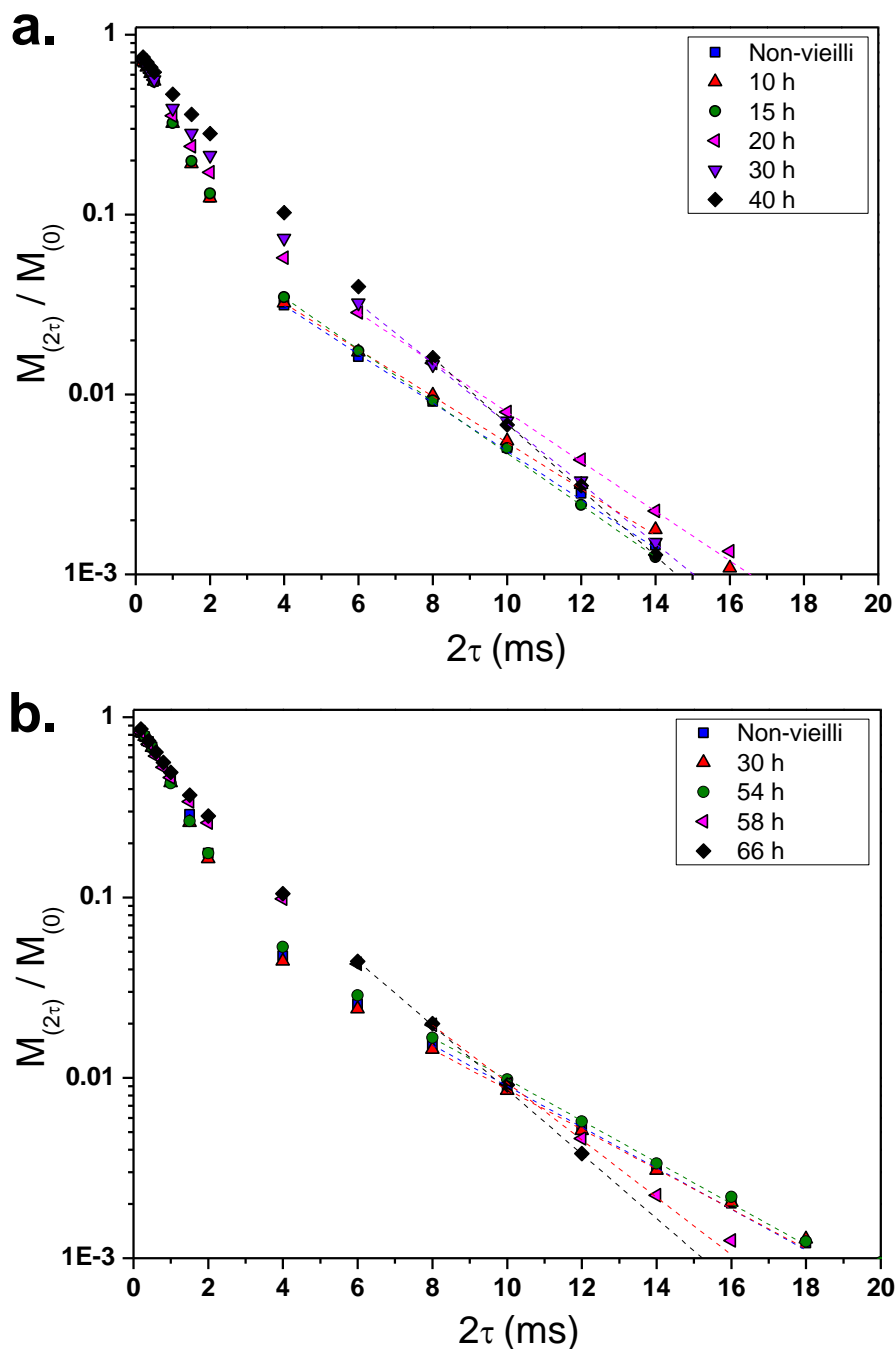 a.
1
0.1
0.01
1E-3
M(2τ) / M(0)
Non-vieilli
10 h
15 h
20 h
30 h
40 h
0 2 4 6 8 10 12 14 16 18 20
2τ (ms)
b.
1
0.1
0.01
1E-3
M(2τ) / M(0)
Non-vieilli
30 h
54 h
58 h
66 h
0 2 4 6 8 10 12 14 16 18 20
2τ (ms)